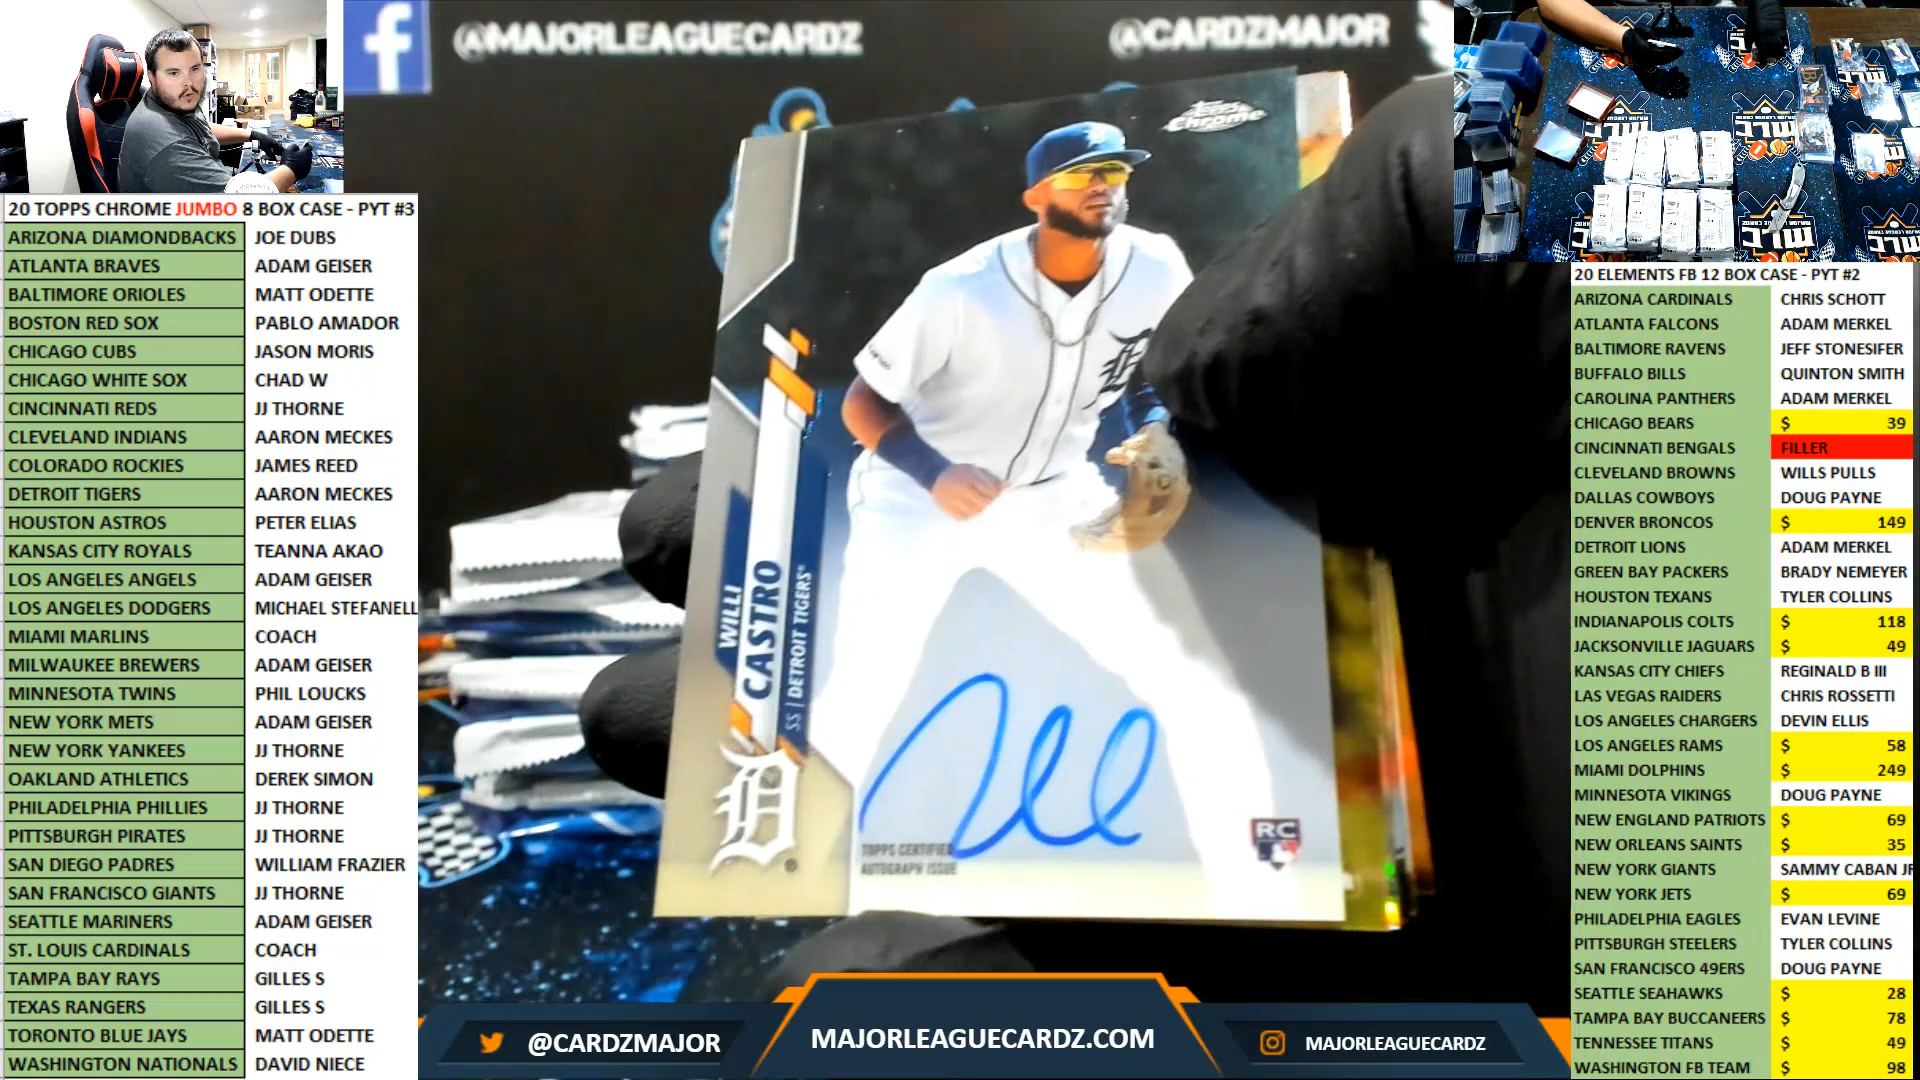 @MAJORLEAGUECARDZ
@CARDZMAJOR
20 TOPPS CHROME JUMBO 8 BOX CASE - PYT #3
ARIZONA DIAMONDBACKS JOE DUBS
ATLANTA BRAVES ADAM GEISER
BALTIMORE ORIOLES MATT ODETTE
BOSTON RED SOX PABLO AMADOR
CHICAGO CUBS JASON MORIS
CHICAGO WHITE SOX CHAD W
CINCINNATI REDS JJ THORNE
CLEVELAND INDIANS AARON MECKES
COLORADO ROCKIES JAMES REED
DETROIT TIGERS AARON MECKES
HOUSTON ASTROS PETER ELIAS
KANSAS CITY ROYALS TEANNA AKAO
LOS ANGELES ANGELS ADAM GEISER
LOS ANGELES DODGERS MICHAEL STEFANELL
MIAMI MARLINS COACH
MILWAUKEE BREWERS ADAM GEISER
MINNESOTA TWINS PHIL LOUCKS
NEW YORK METS ADAM GEISER
NEW YORK YANKEES JJ THORNE
OAKLAND ATHLETICS DEREK SIMON
PHILADELPHIA PHILLIES JJ THORNE
PITTSBURGH PIRATES JJ THORNE
SAN DIEGO PADRES WILLIAM FRAZIER
SAN FRANCISCO GIANTS JJ THORNE
SEATTLE MARINERS ADAM GEISER
ST. LOUIS CARDINALS COACH
TAMPA BAY RAYS GILLES S
TEXAS RANGERS GILLES S
TORONTO BLUE JAYS MATT ODETTE
WASHINGTON NATIONALS DAVID NIECE
Topps
Chrome
WILLI
CASTRO
SS | DETROIT TIGERS®
TOPPS CERTIFIED
AUTOGRAPH ISSUE
RC
20 ELEMENTS FB 12 BOX CASE - PYT #2
ARIZONA CARDINALS CHRIS SCHOTT
ATLANTA FALCONS ADAM MERKEL
BALTIMORE RAVENS JEFF STONESIFER
BUFFALO BILLS QUINTON SMITH
CAROLINA PANTHERS ADAM MERKEL
CHICAGO BEARS $ 39
CINCINNATI BENGALS FILLER
CLEVELAND BROWNS WILLS PULLS
DALLAS COWBOYS DOUG PAYNE
DENVER BRONCOS $ 149
DETROIT LIONS ADAM MERKEL
GREEN BAY PACKERS BRADY NEMEYER
HOUSTON TEXANS TYLER COLLINS
INDIANAPOLIS COLTS $ 118
JACKSONVILLE JAGUARS $ 49
KANSAS CITY CHIEFS REGINALD B III
LAS VEGAS RAIDERS CHRIS ROSSETTI
LOS ANGELES CHARGERS DEVIN ELLIS
LOS ANGELES RAMS $ 58
MIAMI DOLPHINS $ 249
MINNESOTA VIKINGS DOUG PAYNE
NEW ENGLAND PATRIOTS $ 69
NEW ORLEANS SAINTS $ 35
NEW YORK GIANTS SAMMY CABAN JR
NEW YORK JETS $ 69
PHILADELPHIA EAGLES EVAN LEVINE
PITTSBURGH STEELERS TYLER COLLINS
SAN FRANCISCO 49ERS DOUG PAYNE
SEATTLE SEAHAWKS $ 28
TAMPA BAY BUCCANEERS $ 78
TENNESSEE TITANS $ 49
WASHINGTON FB TEAM $ 98
@CARDZMAJOR
MAJORLEAGUECARDZ.COM
MAJORLEAGUECARDZ